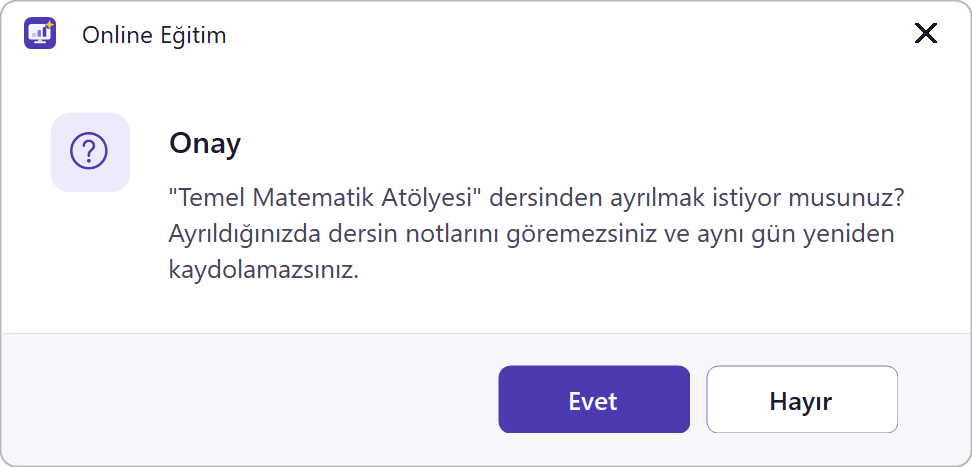 Online Eğitim
Onay
"Temel Matematik Atölyesi" dersinden ayrılmak istiyor musunuz?
Ayrıldığınızda dersin notlarını göremezsiniz ve aynı gün yeniden
kaydolamazsınız.
Evet
Hayır